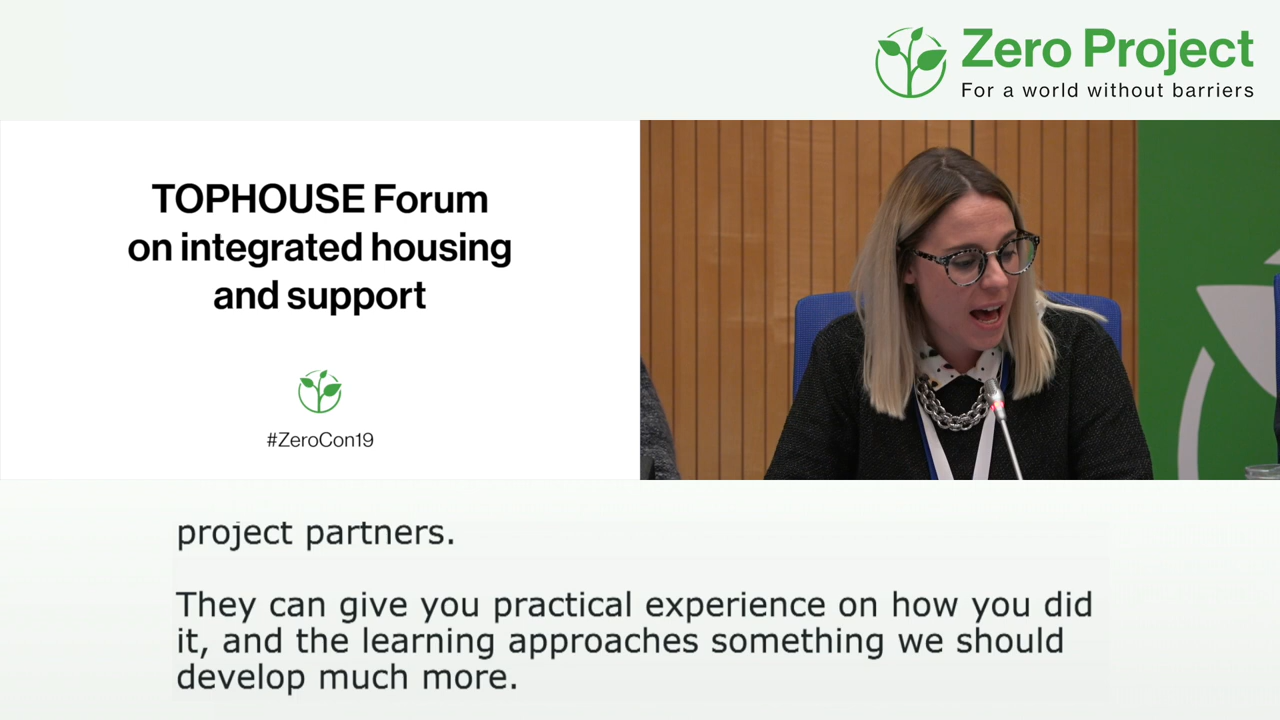 Zero Project
For a world without barriers
TOPHOUSE Forum
on integrated housing
and support
#ZeroCon19
project partners.
They can give you practical experience on how you did
it, and the learning approaches something we should
develop much more.